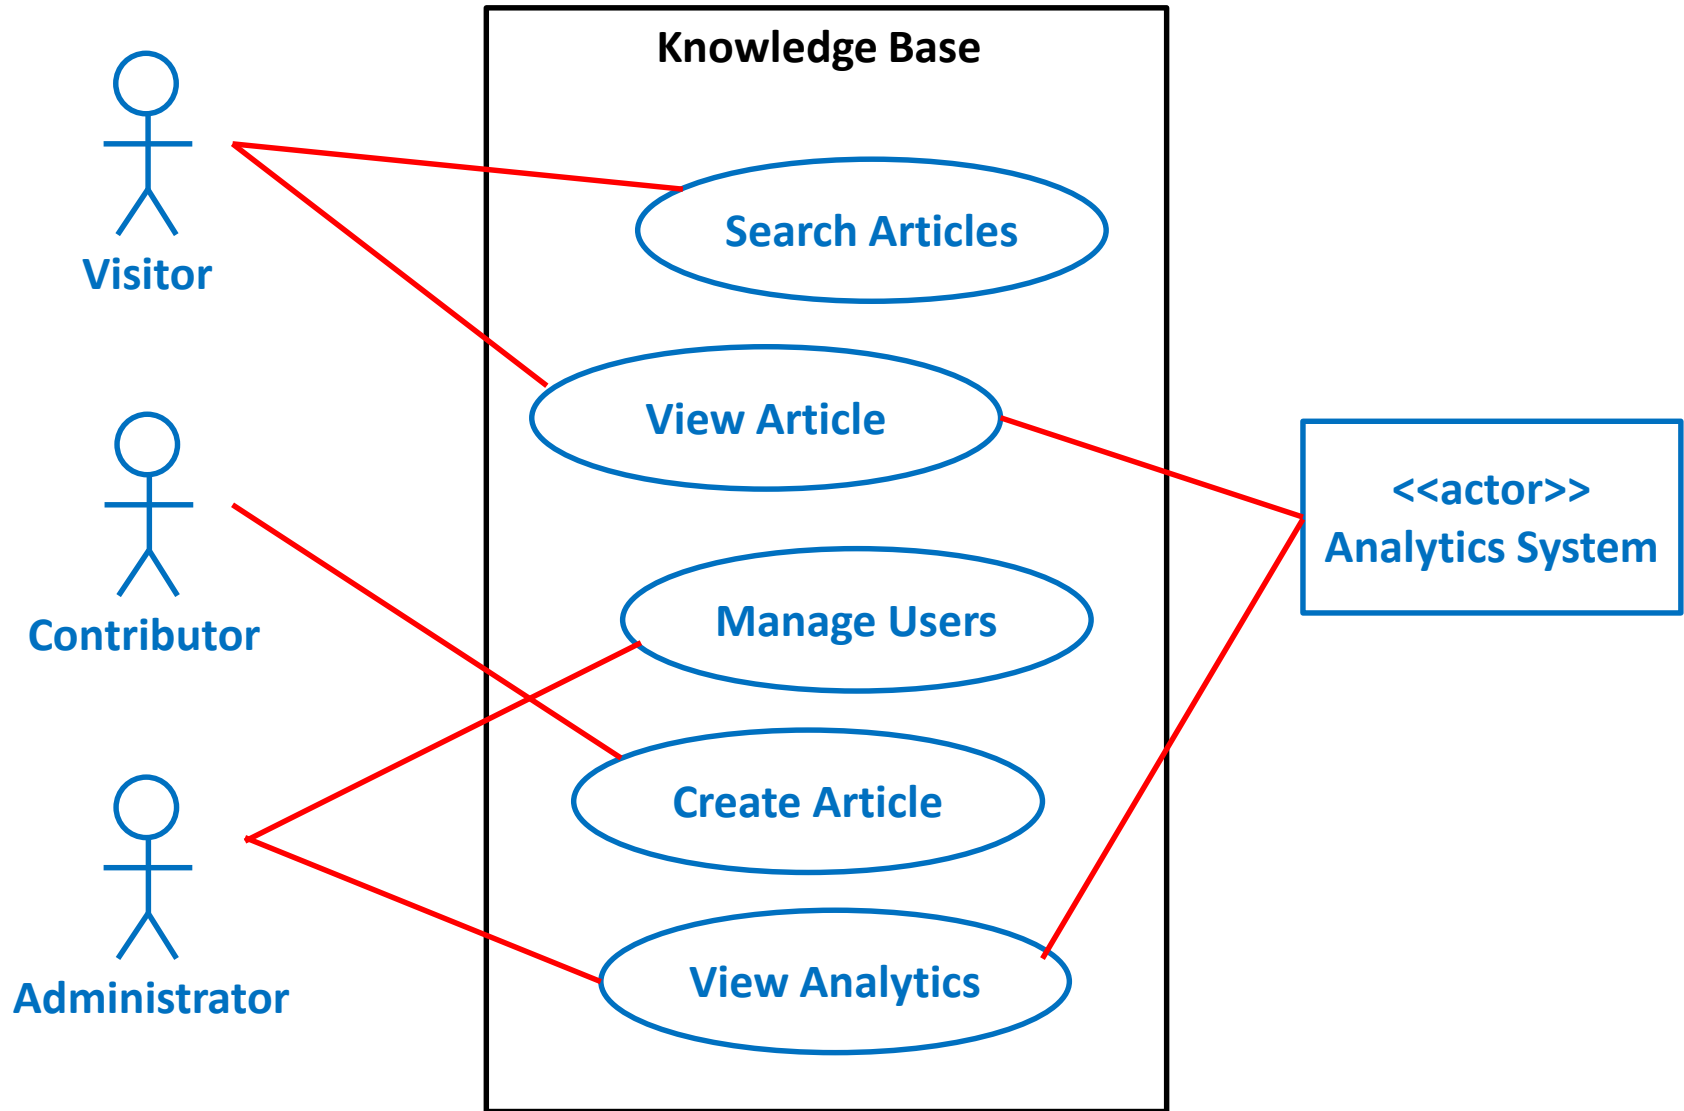 Knowledge Base
Visitor
Search Articles
View Article
<<actor>>
Analytics System
Contributor
Manage Users
Create Article
Administrator
View Analytics